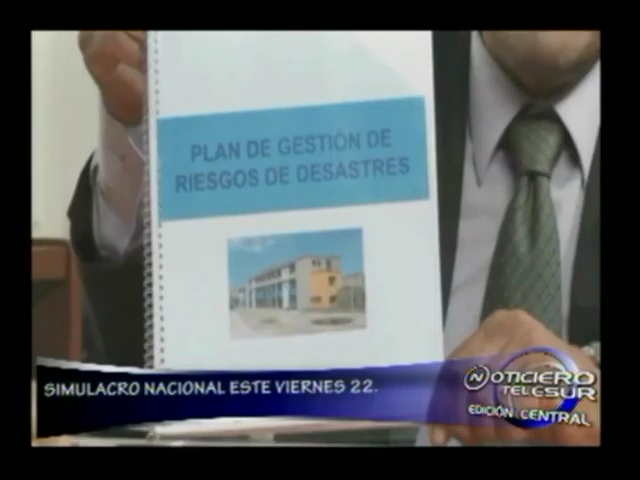 PLAN DE GESTIÓN DE
RIESGOS DE DESASTRES
SIMULACRO NACIONAL ESTE VIERNES 22.
NOTICIERO
TELESUR
EDICIÓN CENTRAL